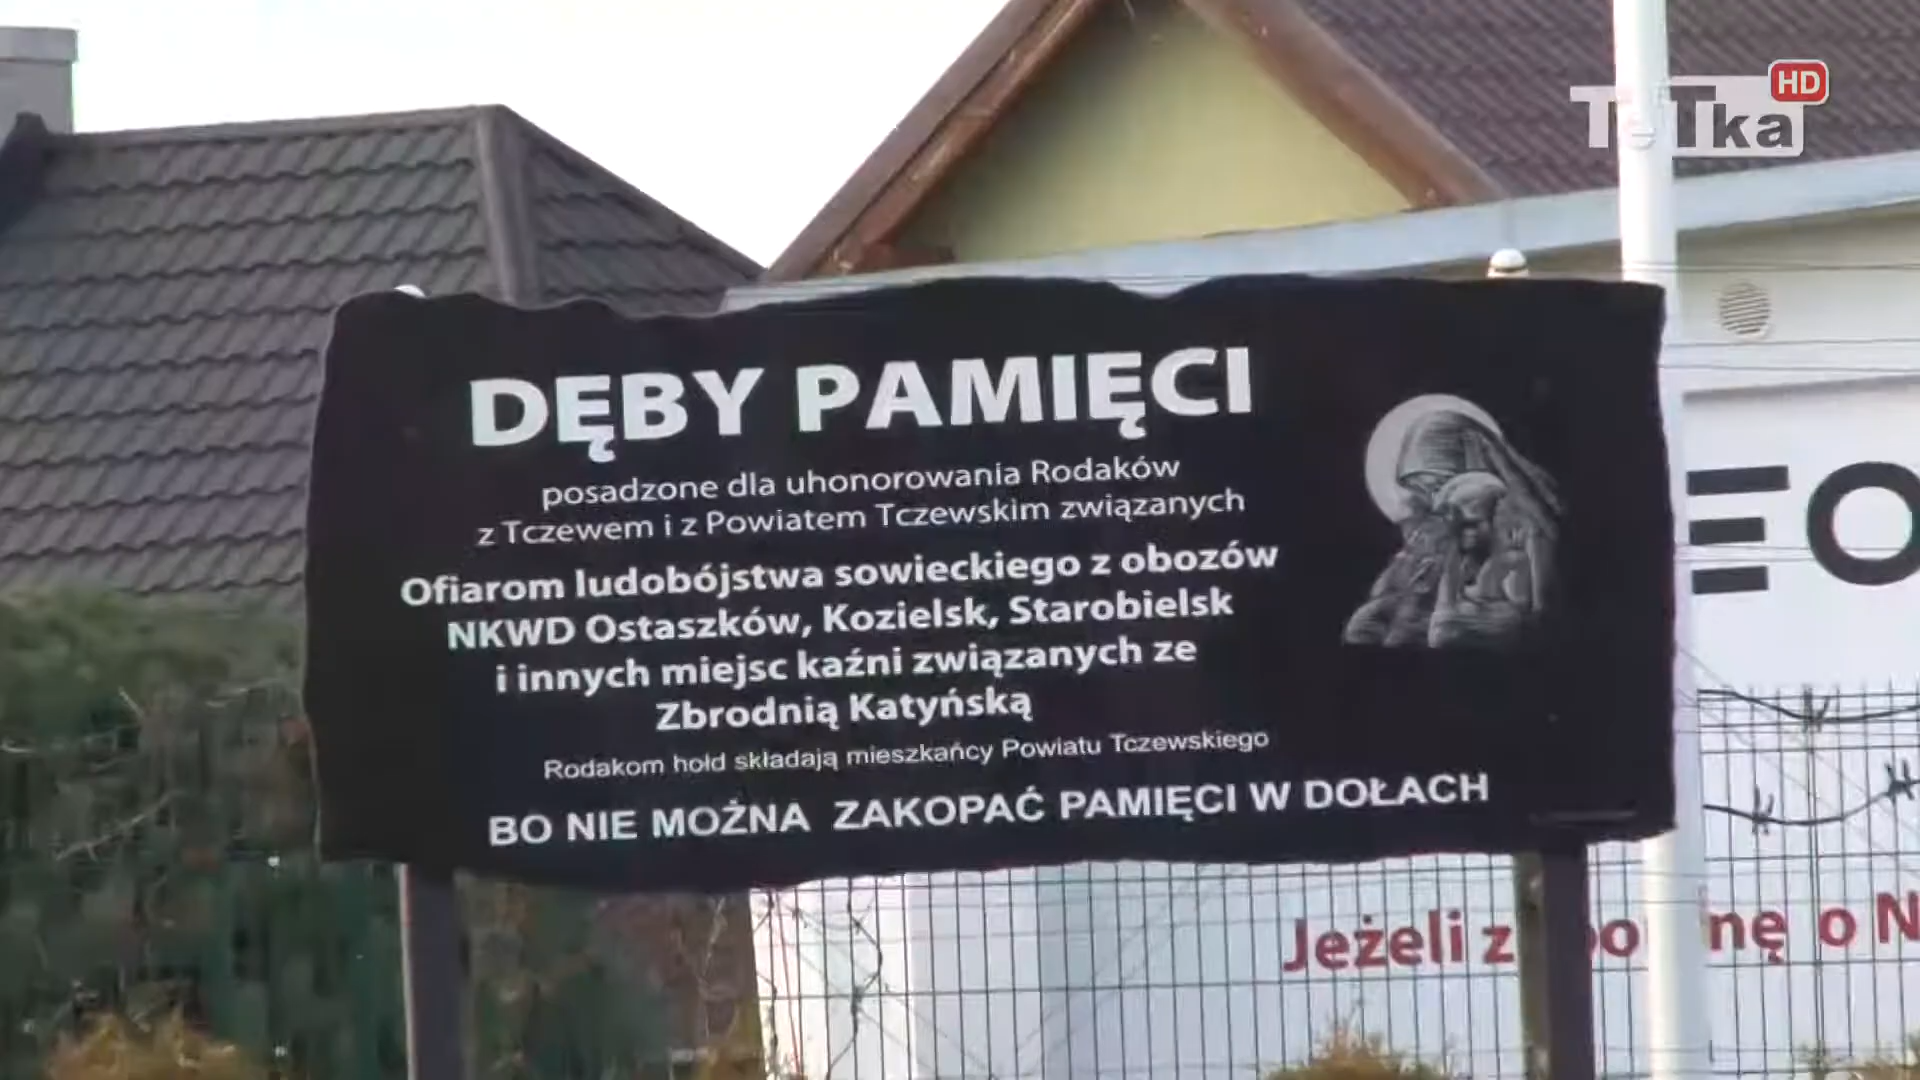 TeTka HD
DĘBY PAMIĘCI
posadzone dla uhonorowania Rodaków
z Tczewem i z Powiatem Tczewskim związanych
Ofiarom ludobójstwa sowieckiego z obozów
NKWD Ostaszków, Kozielsk, Starobielsk
i innych miejsc kaźni związanych ze
Zbrodnią Katyńską
Rodakom hołd składają mieszkańcy Powiatu Tczewskiego
BO NIE MOŻNA ZAKOPAĆ PAMIĘCI W DOŁACH
EO
Jeżeli o N